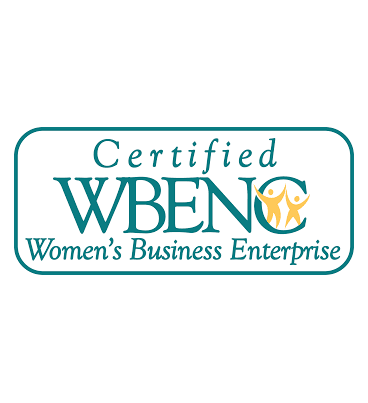 Certified
WBENC
Women's Business Enterprise